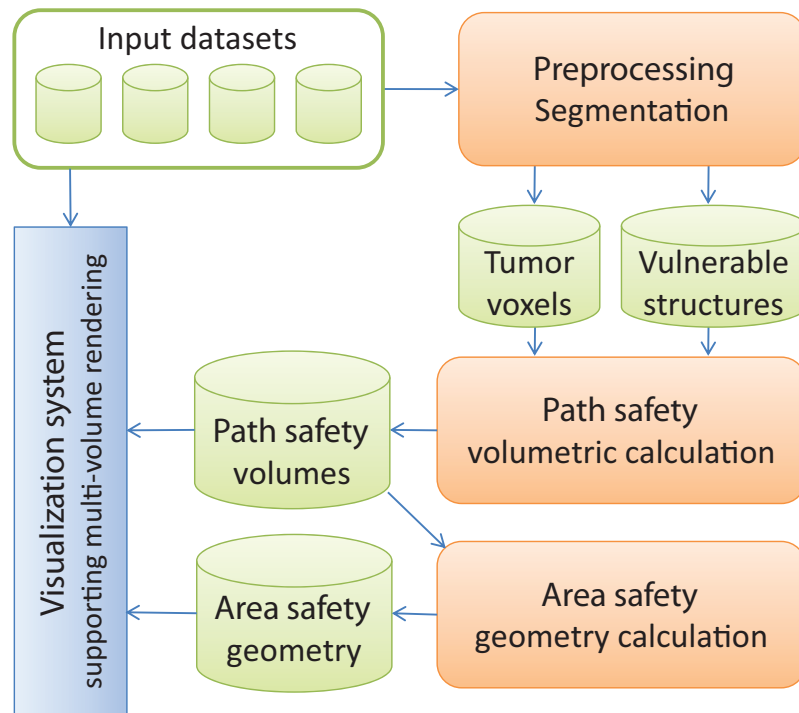 Input datasets
Preprocessing
Segmentation
Tumor
voxels
Vulnerable
structures
Visualization system
supporting multi-volume rendering
Path safety
volumes
Path safety
volumetric calculation
Area safety
geometry
Area safety
geometry calculation